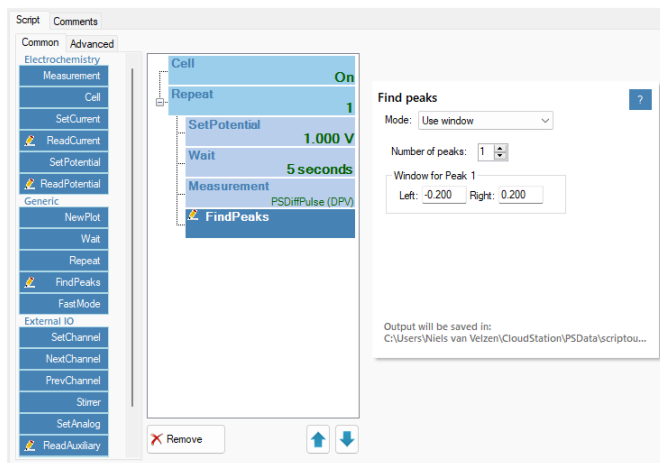 Script Comments
Common Advanced
Electrochemistry
Measurement
Cell
SetCurrent
ReadCurrent
SetPotential
ReadPotential
Generic
NewPlot
Wait
Repeat
FindPeaks
FastMode
External IO
SetChannel
NextChannel
PrevChannel
Stirrer
SetAnalog
ReadAuxiliary
Cell
On
Repeat
1
SetPotential
1.000 V
Wait
5 seconds
Measurement
PSDiffPulse (DPV)
FindPeaks
Remove
Find peaks
?
Mode: Use window
Number of peaks: 1
Window for Peak 1
Left: -0.200 Right: 0.200
Output will be saved in:
C:\Users\Niels van Velzen\CloudStation\PSData\scriptou...